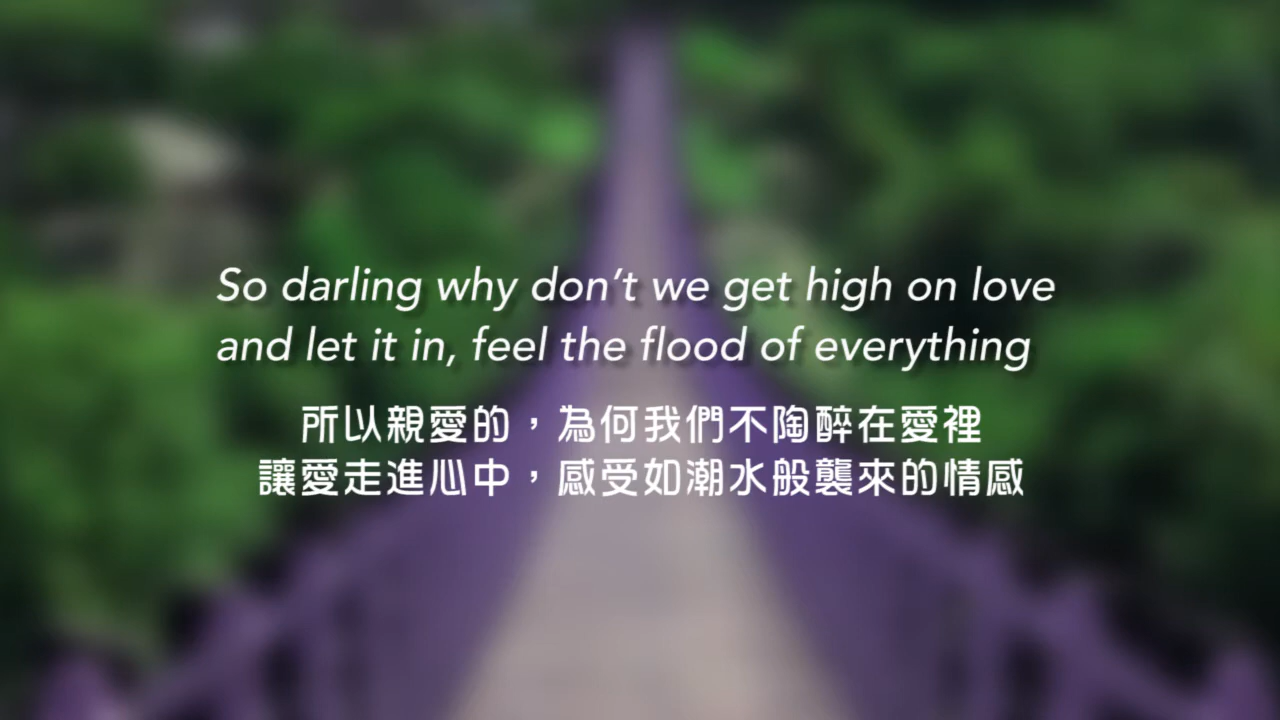 So darling why don’t we get high on love
and let it in, feel the flood of everything
所以親愛的，為何我們不陶醉在愛裡
讓愛走進心中，感受如潮水般襲來的情感